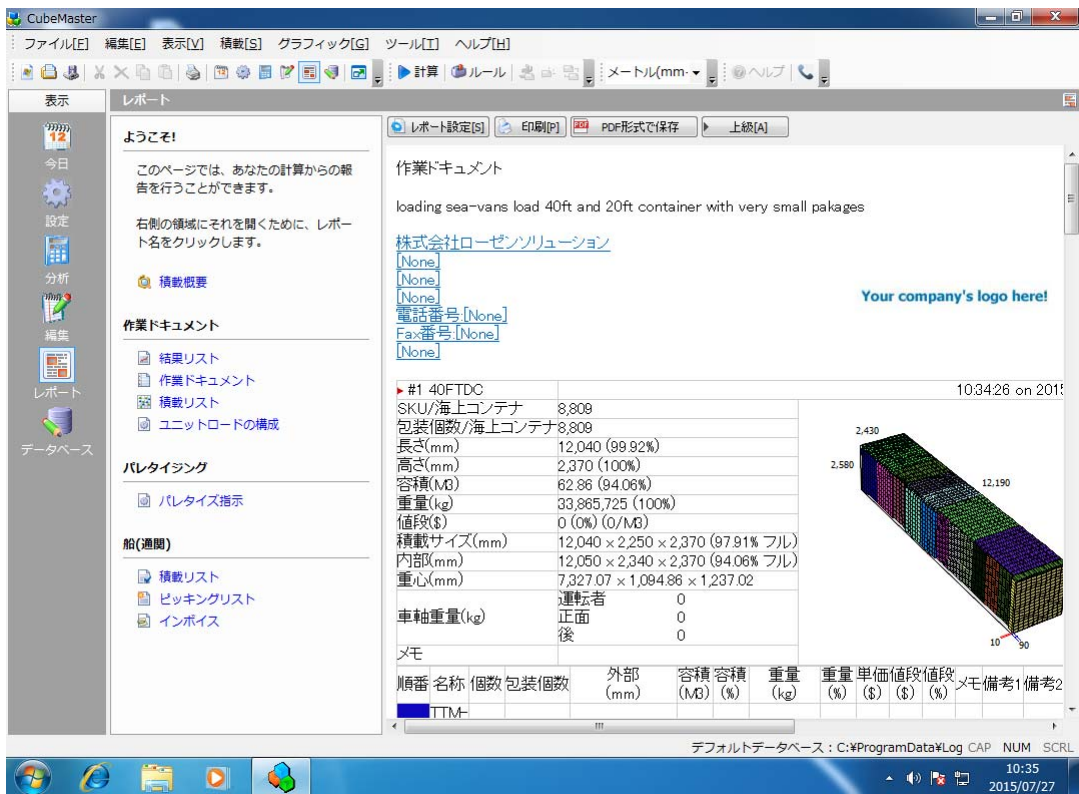 CubeMaster
ファイル[F] 編集[E] 表示[V] 積載[S] グラフィック[G] ツール[T] ヘルプ[H]
計算 ルール メートル(mm- ヘルプ
表示
レポート
12
今日
設定
分析
編集
レポート
データベース
ようこそ!
このページでは、あなたの計算からの報
告を行うことができます。
右側の領域にそれを開くために、レポー
ト名をクリックします。
積載概要
作業ドキュメント
結果リスト
作業ドキュメント
積載リスト
ユニットロードの構成
パレタイジング
パレタイズ指示
船(通関)
積載リスト
ピッキングリスト
インボイス
レポート設定[S] 印刷[P] PDF形式で保存 上級[A]
作業ドキュメント
loading sea-vans load 40ft and 20ft container with very small pakages
株式会社ローゼンソリューション
[None]
[None]
[None]
電話番号:[None]
Fax番号:[None]
[None]
Your company's logo here!
#1 40FTDC 10:34:26 on 201
SKU/海上コンテナ 8,809
包装個数/海上コンテナ 8,809
長さ(mm) 12,040 (99.92%)
高さ(mm) 2,370 (100%)
容積(M3) 62.86 (94.06%)
重量(kg) 33,865,725 (100%)
値段($) 0 (0%) (0/M3)
積載サイズ(mm) 12,040 × 2,250 × 2,370 (97.91% フル)
内部(mm) 12,050 × 2,340 × 2,370 (94.06% フル)
重心(mm) 7,327.07 × 1,094.86 × 1,237.02
車軸重量(kg) 運転者 0
正面 0
後 0
メモ
2,430
2,580
12,190
10
90
順番 名称 個数 包装個数 外部(mm) 容積(M3) 容積(%) 重量(kg) 重量(%) 単価($) 値段($) 値段(%) メモ 備考1 備考2
TTM-
デフォルトデータベース : C:¥ProgramData¥Log CAP NUM SCRL
10:35
2015/07/27